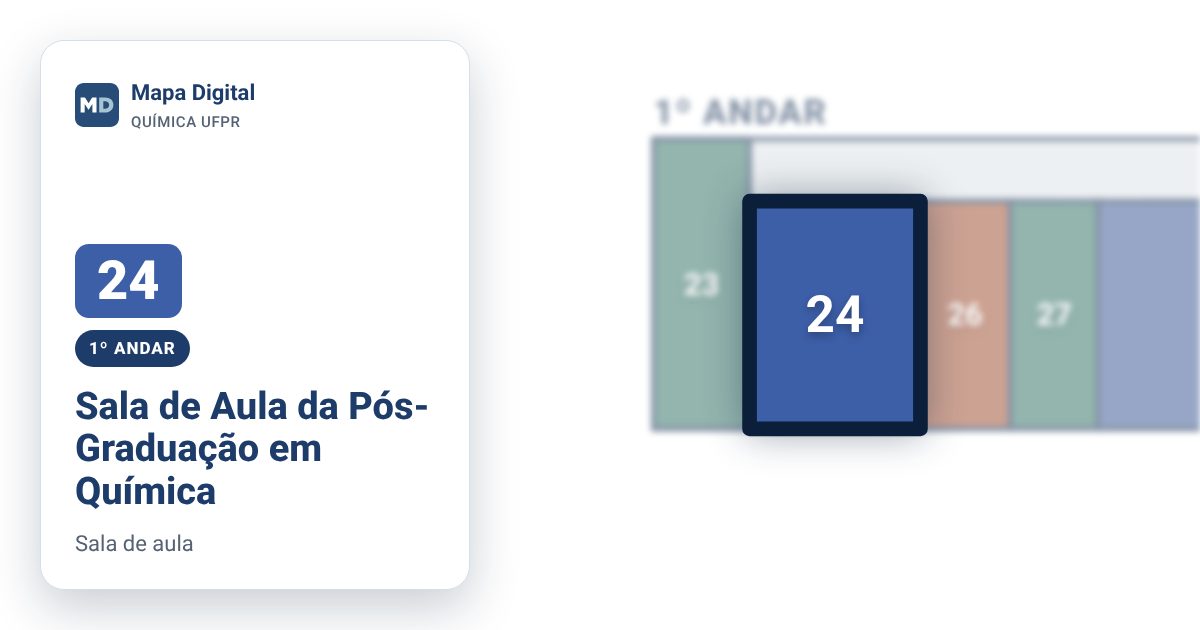 MD
Mapa Digital
QUÍMICA UFPR
24
1º ANDAR
Sala de Aula da Pós-
Graduação em
Química
Sala de aula
1º ANDAR
23
24
26
27